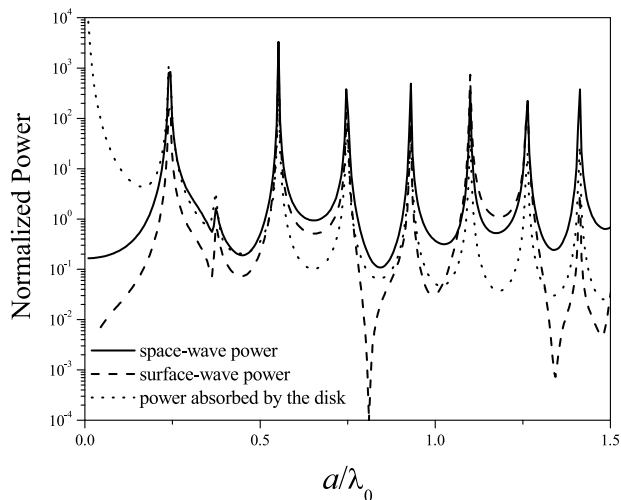 10^4
10^3
10^2
10^1
10^0
10^-1
10^-2
10^-3
10^-4
Normalized Power
space-wave power
surface-wave power
power absorbed by the disk
0.0 0.5 1.0 1.5
a/λ_0